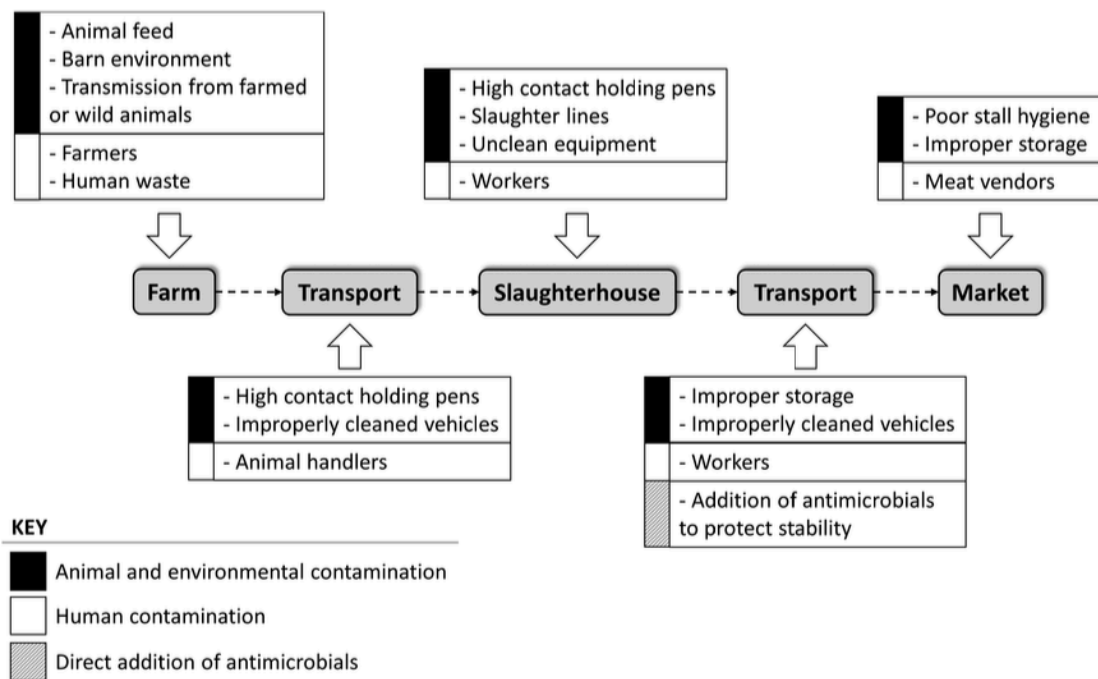 - Animal feed
- Barn environment
- Transmission from farmed
or wild animals
- Farmers
- Human waste
- High contact holding pens
- Slaughter lines
- Unclean equipment
- Workers
- Poor stall hygiene
- Improper storage
- Meat vendors
Farm
Transport
Slaughterhouse
Transport
Market
- High contact holding pens
- Improperly cleaned vehicles
- Animal handlers
- Improper storage
- Improperly cleaned vehicles
- Workers
- Addition of antimicrobials
to protect stability
KEY
Animal and environmental contamination
Human contamination
Direct addition of antimicrobials